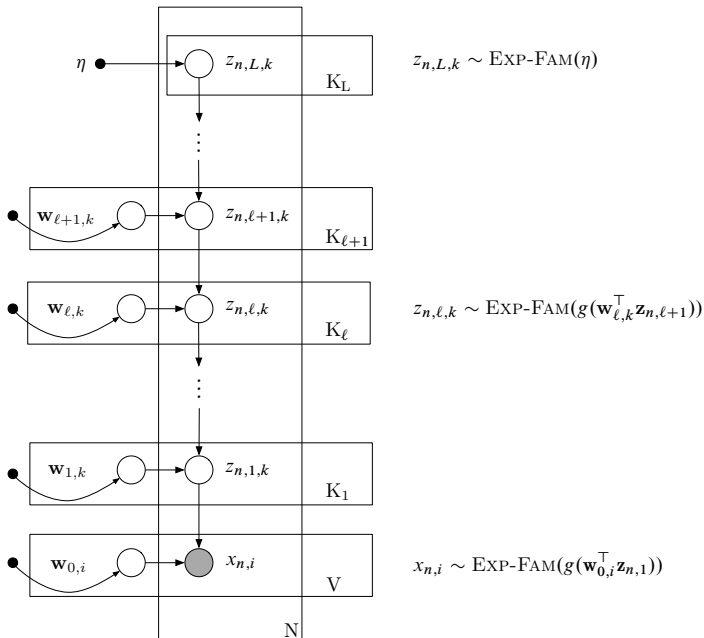 η z_{n,L,k} z_{n,L,k} ∼ EXP-FAM(η)
K_L
⋮
w_{ℓ+1,k} z_{n,ℓ+1,k}
K_{ℓ+1}
w_{ℓ,k} z_{n,ℓ,k} z_{n,ℓ,k} ∼ EXP-FAM(g(w_{ℓ,k}^⊤ z_{n,ℓ+1}))
K_ℓ
⋮
w_{1,k} z_{n,1,k}
K_1
w_{0,i} x_{n,i} x_{n,i} ∼ EXP-FAM(g(w_{0,i}^⊤ z_{n,1}))
V
N